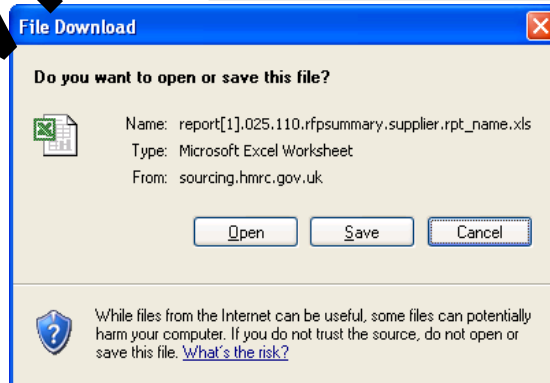 File Download
Do you want to open or save this file?
Name: report[1].025.110.rfpsummary.supplier.rpt_name.xls
Type: Microsoft Excel Worksheet
From: sourcing.hmrc.gov.uk
Open Save Cancel
While files from the Internet can be useful, some files can potentially
harm your computer. If you do not trust the source, do not open or
save this file. What's the risk?